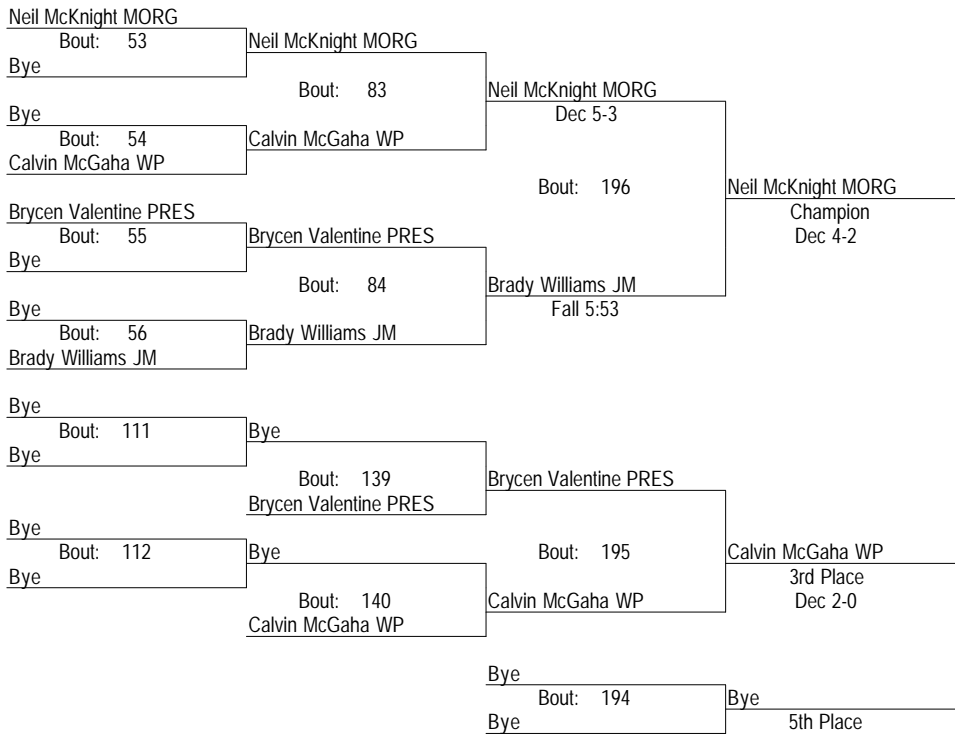 Neil McKnight MORG
Bout: 53
Bye
Neil McKnight MORG
Bout: 83
Bye
Bout: 54
Calvin McGaha WP
Calvin McGaha WP
Neil McKnight MORG
Dec 5-3
Bout: 196
Brycen Valentine PRES
Bout: 55
Bye
Brycen Valentine PRES
Bout: 84
Bye
Bout: 56
Brady Williams JM
Brady Williams JM
Brady Williams JM
Fall 5:53
Neil McKnight MORG
Champion
Dec 4-2
Bye
Bout: 111
Bye
Bye
Bout: 139
Brycen Valentine PRES
Brycen Valentine PRES
Bye
Bout: 112
Bye
Bye
Bout: 140
Calvin McGaha WP
Bout: 195
Calvin McGaha WP
Calvin McGaha WP
3rd Place
Dec 2-0
Bye
Bout: 194
Bye
Bye
5th Place